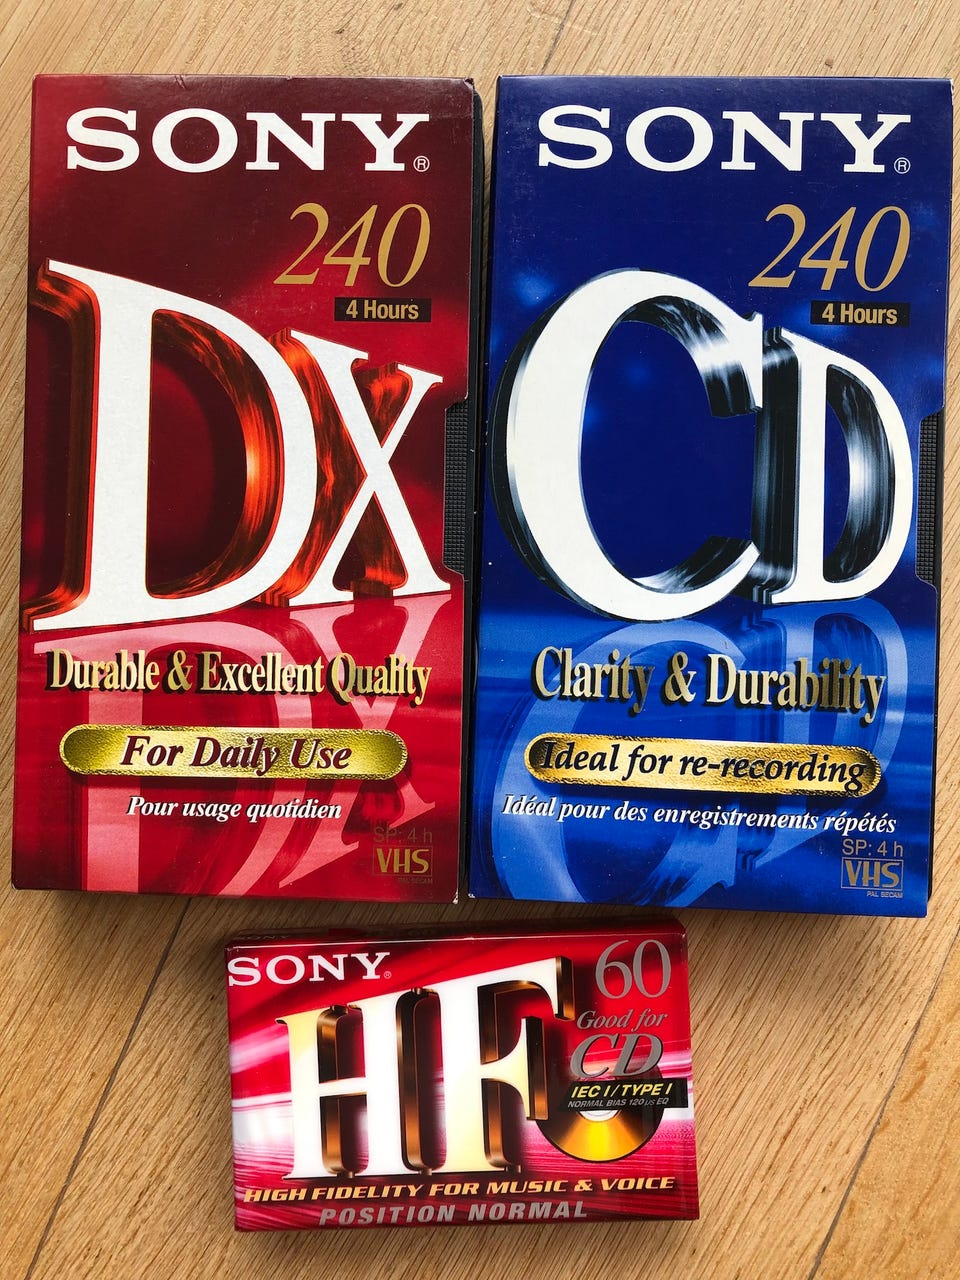 SONY®
240
4 Hours
DX
Durable & Excellent Quality
For Daily Use
Pour usage quotidien
SP: 4 h
VHS
PAL SECAM
SONY®
240
4 Hours
CD
Clarity & Durability
Ideal for re-recording
Idéal pour des enregistrements répétés
SP: 4 h
VHS
PAL SECAM
SONY
SONY®
60
HF
Good for
CD
IEC I / TYPE I
NORMAL BIAS 120 µs EQ
HIGH FIDELITY FOR MUSIC & VOICE
POSITION NORMAL